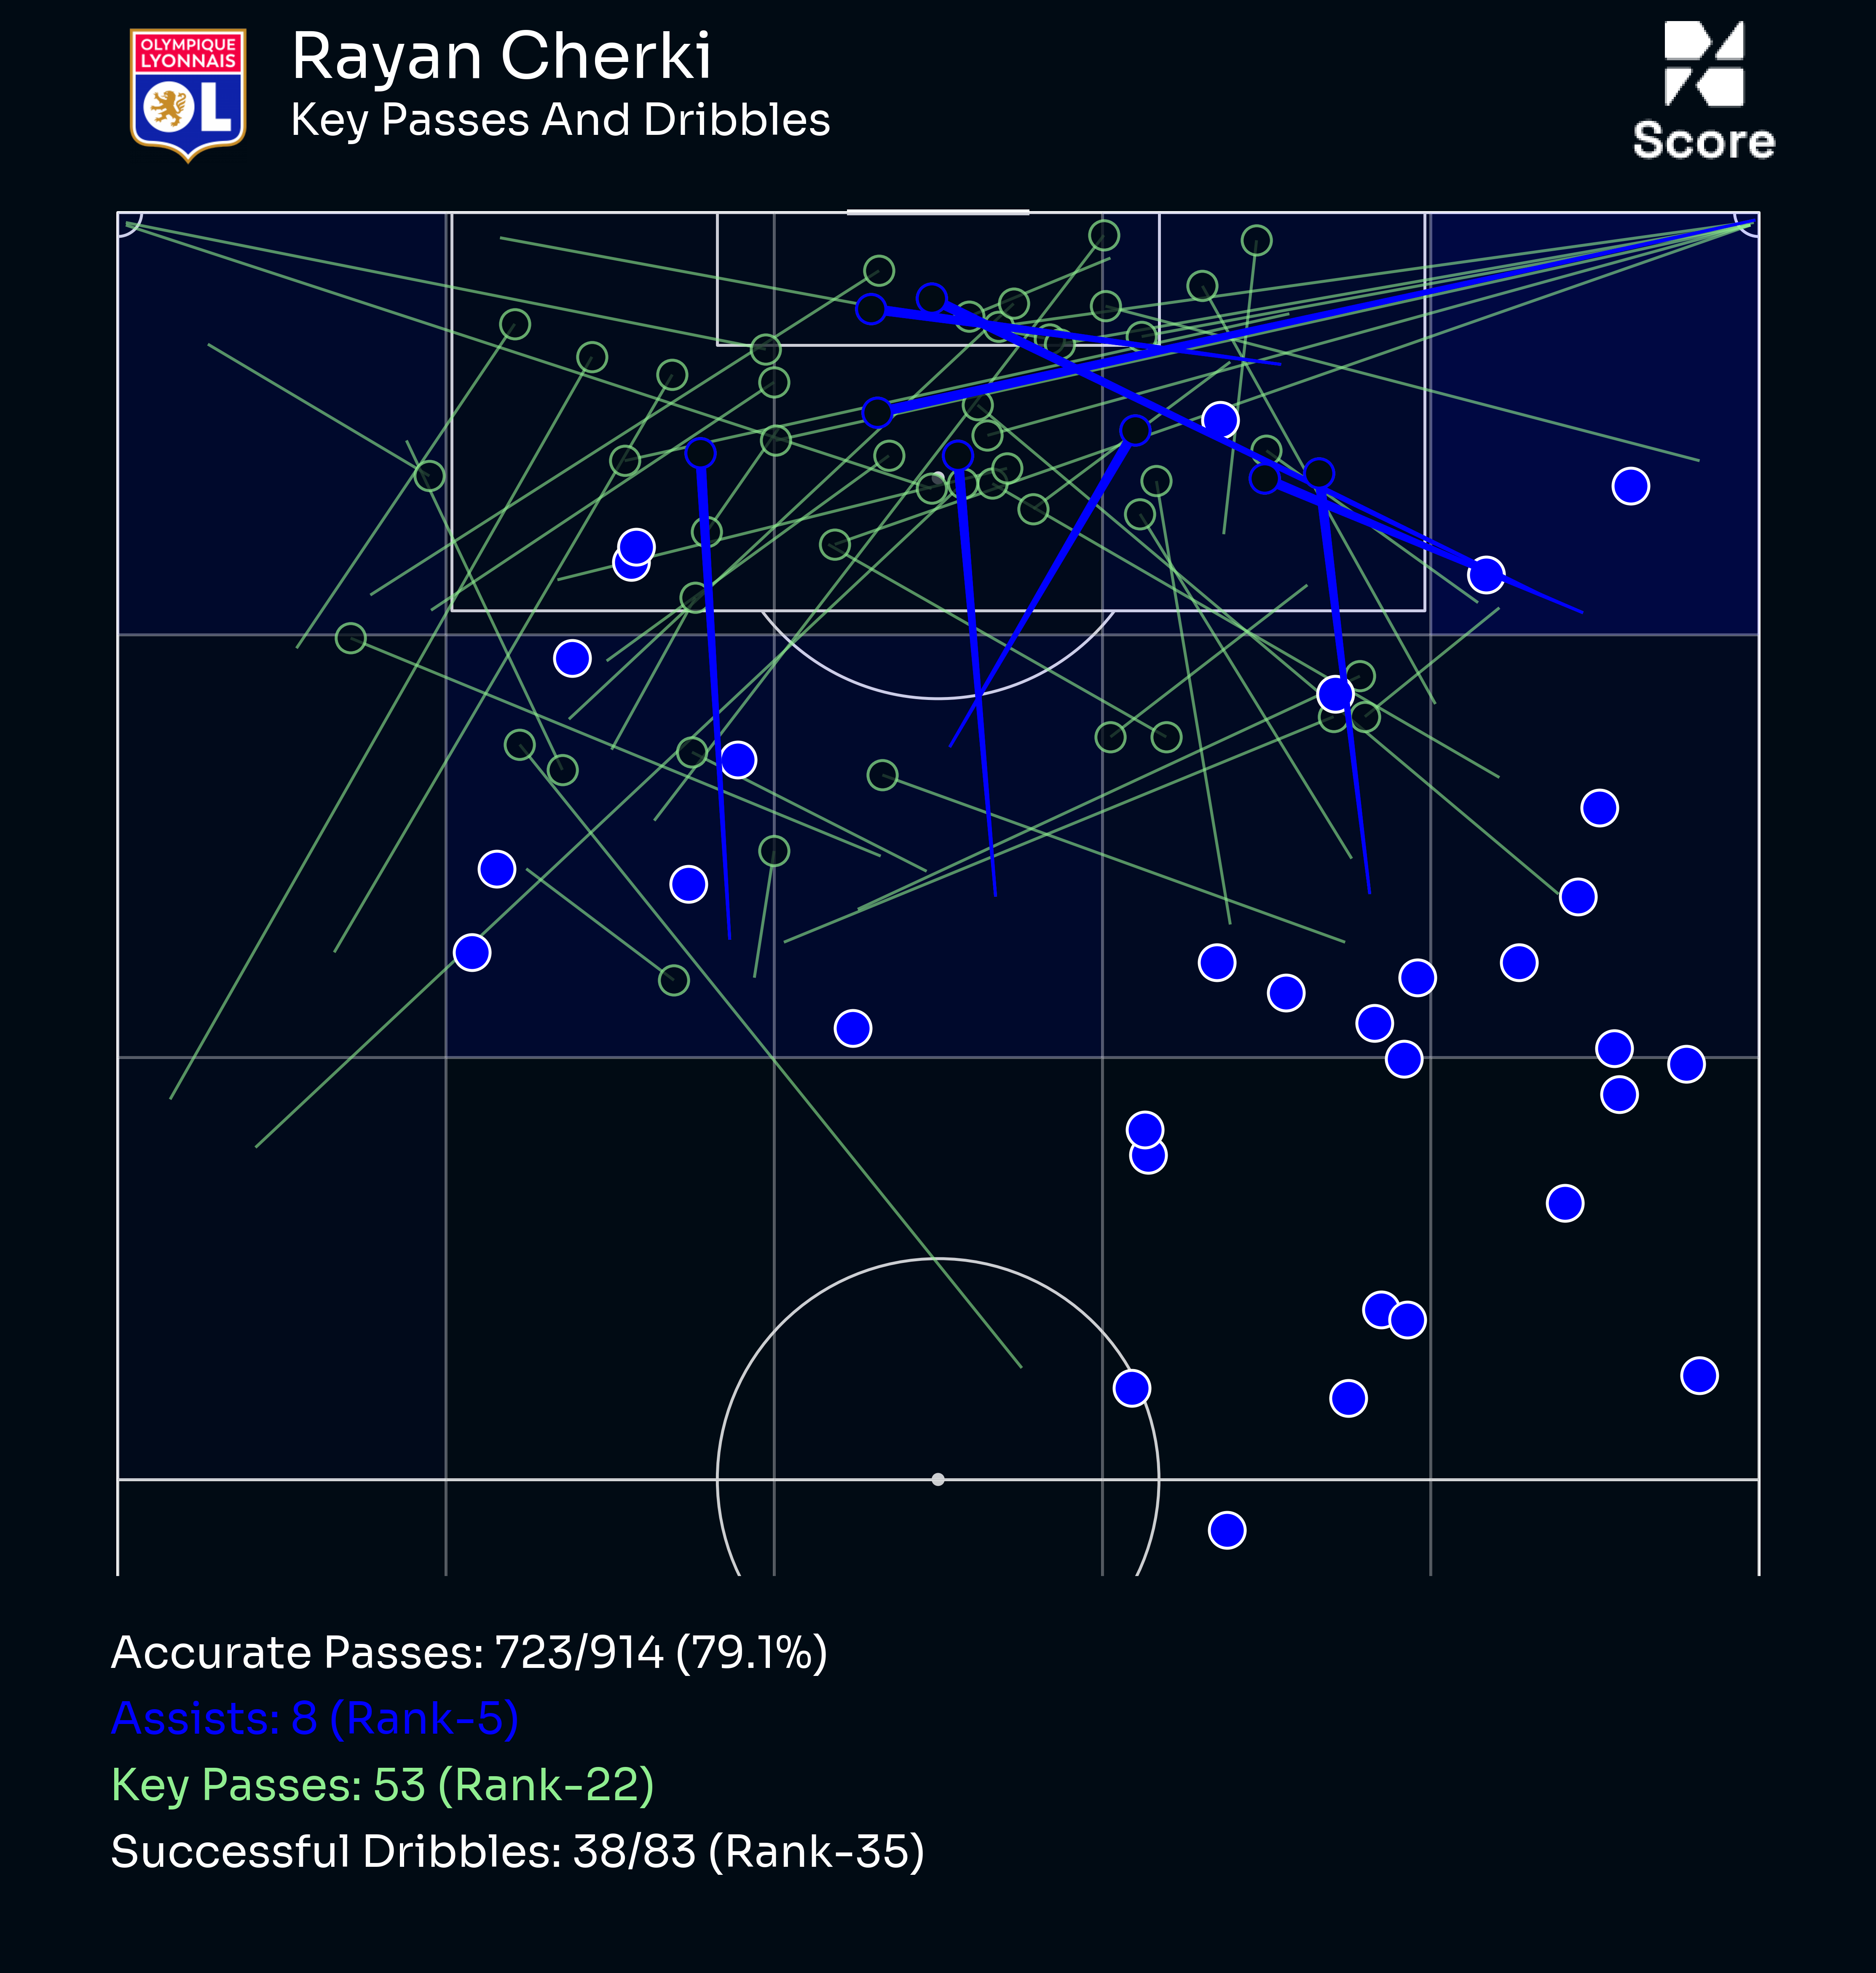 OLYMPIQUE
LYONNAIS
OL
Rayan Cherki
Key Passes And Dribbles
Score
Accurate Passes: 723/914 (79.1%)
Assists: 8 (Rank-5)
Key Passes: 53 (Rank-22)
Successful Dribbles: 38/83 (Rank-35)